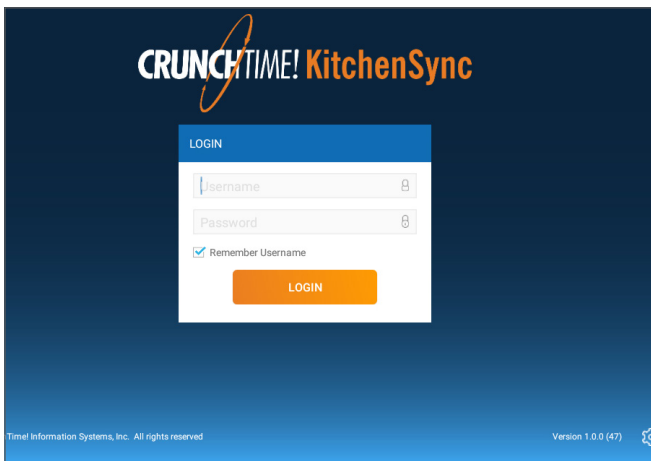 CRUNCHTIME! KitchenSync
LOGIN
Username
Password
Remember Username
LOGIN
Time! Information Systems, Inc. All rights reserved
Version 1.0.0 (47)